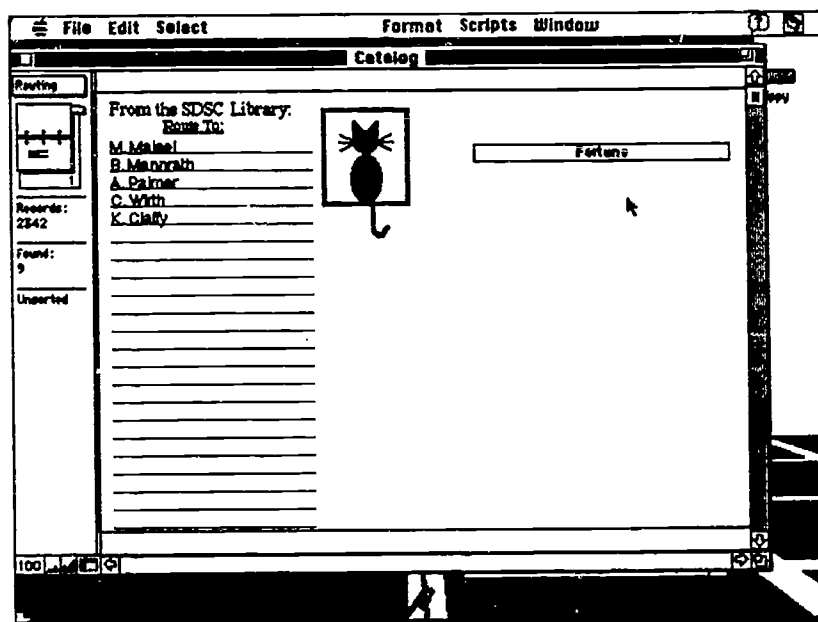 File Edit Select Format Scripts Window
Catalog
Routing
1
Records:
2342
Found:
9
Unsorted
From the SDSC Library:
Route To:
B. Mannrath
A. Palmer
C. Wirth
K. Claffy
Fortune
100